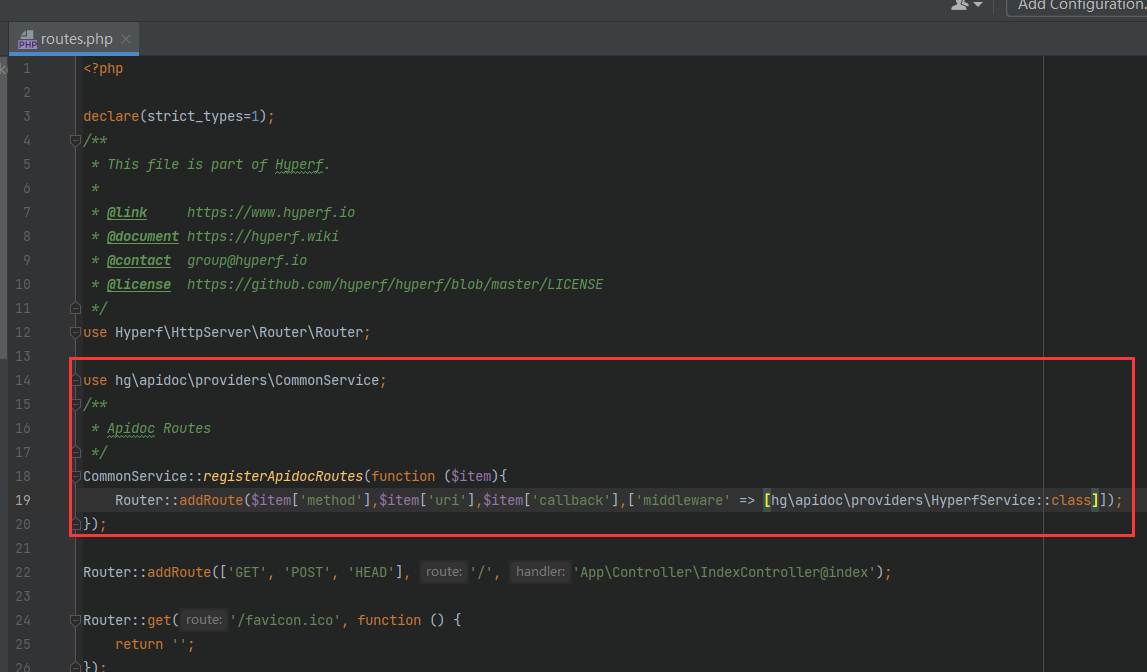 Add Configuration.
routes.php
1 <?php
2
3 declare(strict_types=1);
4 /**
5  * This file is part of Hyperf.
6  *
7  * @link     https://www.hyperf.io
8  * @document https://hyperf.wiki
9  * @contact  group@hyperf.io
10  * @license  https://github.com/hyperf/hyperf/blob/master/LICENSE
11  */
12 use Hyperf\HttpServer\Router\Router;
13
14 use hg\apidoc\providers\CommonService;
15 /**
16  * Apidoc Routes
17  */
18 CommonService::registerApidocRoutes(function ($item){
19     Router::addRoute($item['method'],$item['uri'],$item['callback'],['middleware' => [hg\apidoc\providers\HyperfService::class]]);
20 });
21
22 Router::addRoute(['GET', 'POST', 'HEAD'], route: '/', handler: 'App\Controller\IndexController@index');
23
24 Router::get( route: '/favicon.ico', function () {
25     return '';
26 });